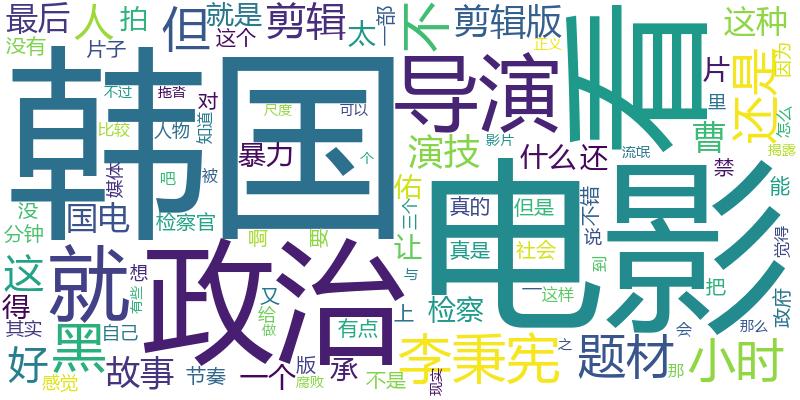 最后
人
拍
但
就是
这个
剪辑
太
一部
不
剪辑版
正义
看
这种
因为
还是
片
里
怎么
揭露
没有
片子
韩国
不过
拖沓
对
比较
人物
知道
媒体
吧
被
暴力
尺度
可以
个
导演
演技
影片
什么
还
流氓
曹
禁
能
没
分钟
国电
检察官
啊
要
佑
三个
让
真的
但是
真是
社会
说
不错
到
觉得
电影
这
得
其实
感觉
就
黑
好
想
有些
自己
故事
政治
又
给
做
节奏
一个
版
腐败
有点
承
不是
上
与
现实
检察
李秉宪
一
这样
之
题材
把
会
那
那么
政府
小时